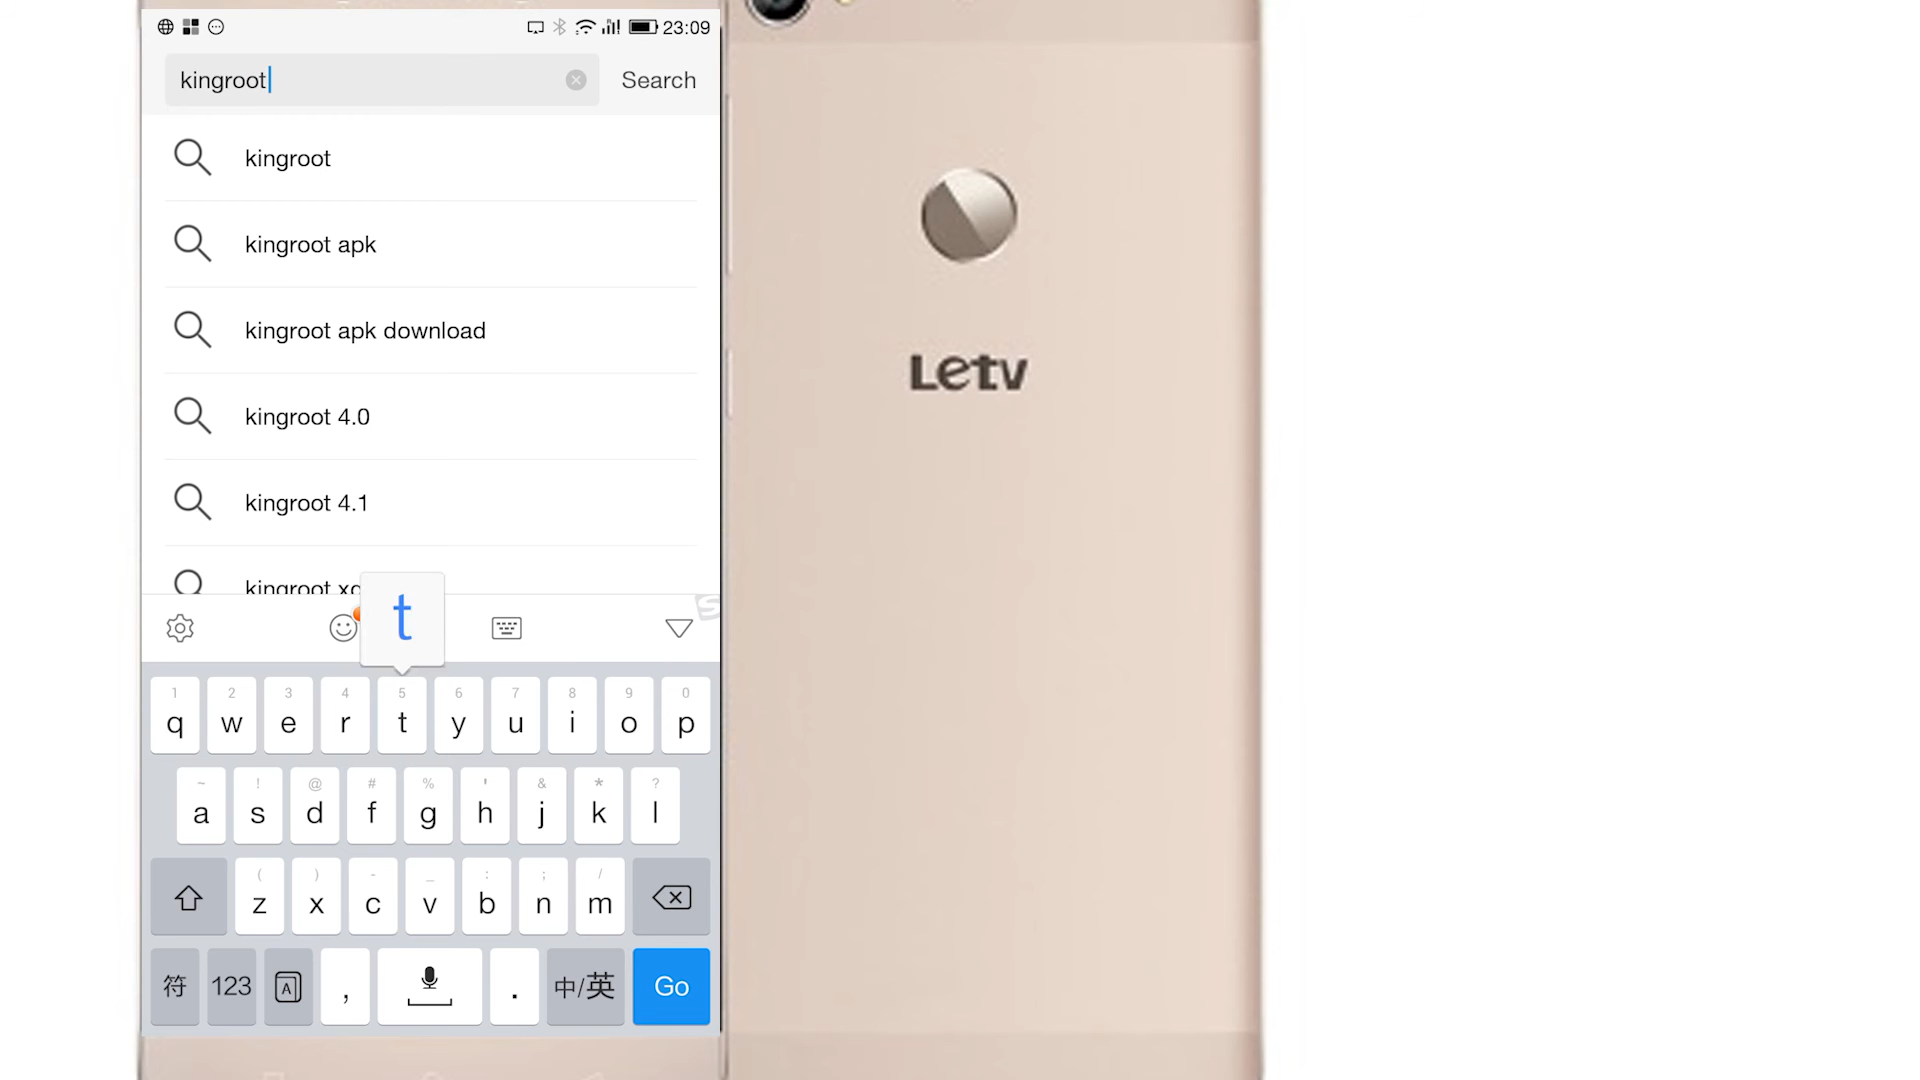 23:09
kingroot Search
kingroot
kingroot apk
kingroot apk download
kingroot 4.0
kingroot 4.1
kingroot
t
1 2 3 4 5 6 7 8 9 0
q w e r t y u i o p
~ ! @ # % ' & * ?
a s d f g h j k l
( ) - _ : ; /
z x c v b n m
符 123 A , . 中/英 Go
Letv